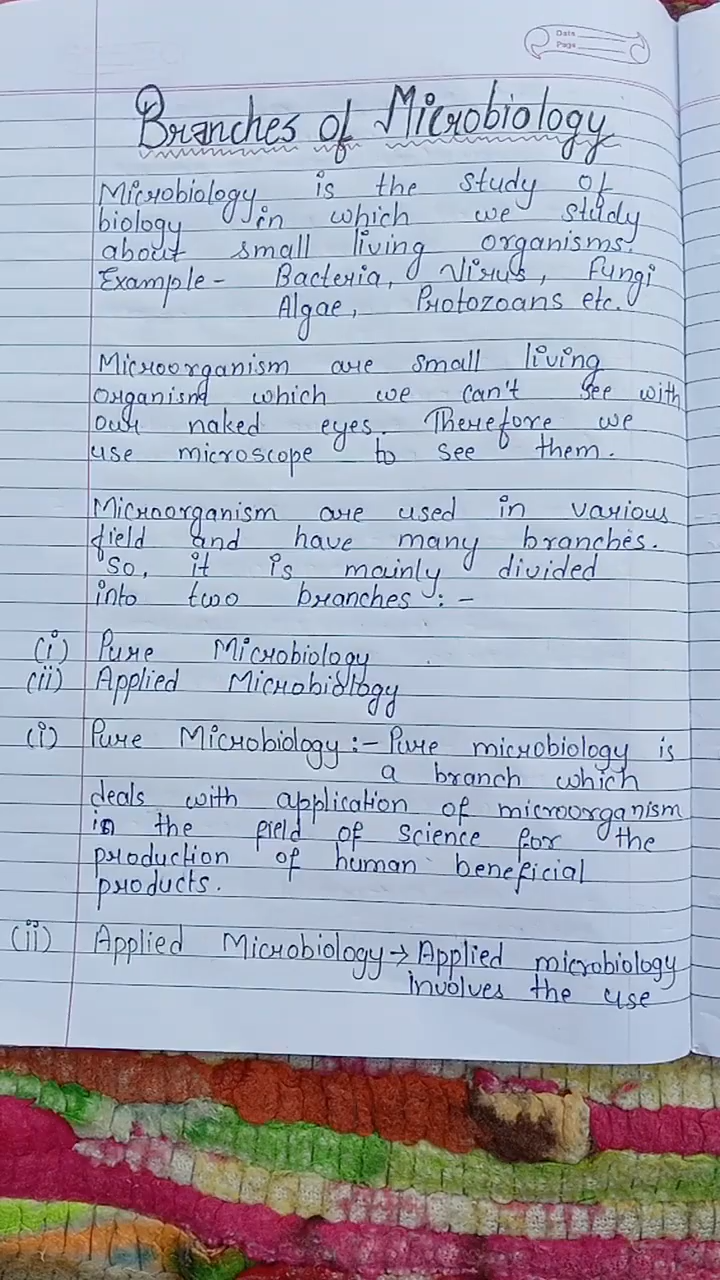 Date
Page
Branches of Microbiology
Microbiology is the study of
biology in which we study
about small living organisms.
Example - Bacteria, Virus, Fungi
Algae, Protozoans etc.
Microorganism are small living
organism which we can't see with
our naked eyes. Therefore we
use microscope to see them.
Microorganism are used in various
field and have many branches.
So, it is mainly divided
into two branches : -
(i) Pure Microbiology
(ii) Applied Microbiology
(i) Pure Microbiology :- Pure microbiology is
a branch which
deals with application of microorganism
in the field of science for the
production of human beneficial
products.
(ii) Applied Microbiology → Applied microbiology
involves the use